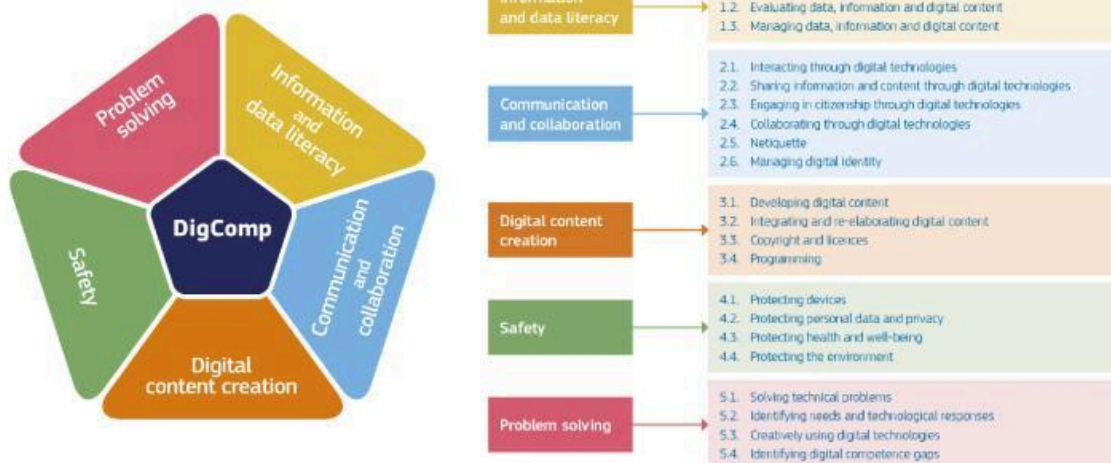 Problem
solving
Information
and
data literacy
DigComp
Safety
Communication
and
collaboration
Digital
content creation
Information
and data literacy
1.2. Evaluating data, information and digital content
1.3. Managing data, information and digital content
Communication
and collaboration
2.1. Interacting through digital technologies
2.2. Sharing information and content through digital technologies
2.3. Engaging in citizenship through digital technologies
2.4. Collaborating through digital technologies
2.5. Netiquette
2.6. Managing digital identity
Digital content
creation
3.1. Developing digital content
3.2. Integrating and re-elaborating digital content
3.3. Copyright and licences
3.4. Programming
Safety
4.1. Protecting devices
4.2. Protecting personal data and privacy
4.3. Protecting health and well-being
4.4. Protecting the environment
Problem solving
5.1. Solving technical problems
5.2. Identifying needs and technological responses
5.3. Creatively using digital technologies
5.4. Identifying digital competence gaps